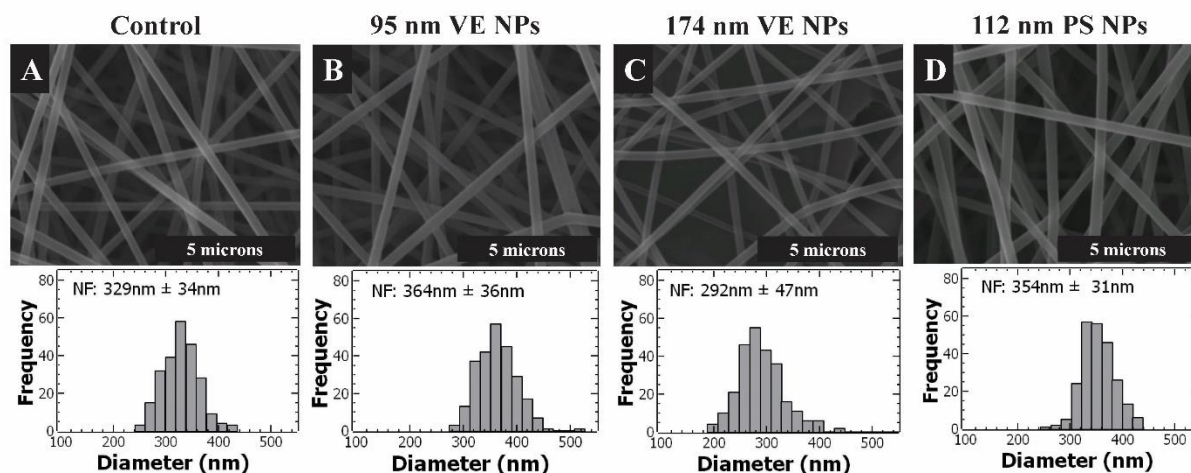 Control
95 nm VE NPs
174 nm VE NPs
112 nm PS NPs
A
B
C
D
5 microns
5 microns
5 microns
5 microns
80
60
40
20
0
Frequency
NF: 329nm ± 34nm
100 200 300 400 500
Diameter (nm)
80
60
40
20
0
Frequency
NF: 364nm ± 36nm
100 200 300 400 500
Diameter (nm)
80
60
40
20
0
Frequency
NF: 292nm ± 47nm
100 200 300 400 500
Diameter (nm)
80
60
40
20
0
Frequency
NF: 354nm ± 31nm
100 200 300 400 500
Diameter (nm)